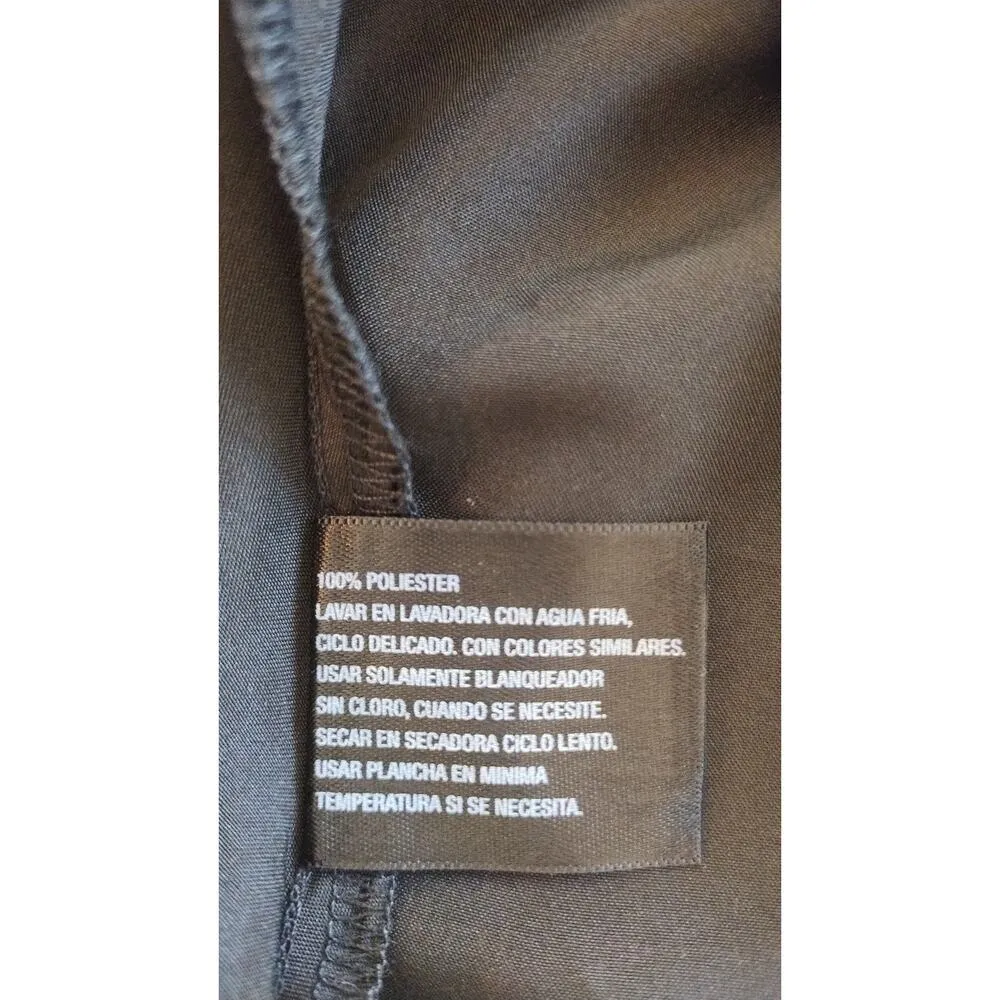 100% POLIESTER
LAVAR EN LAVADORA CON AGUA FRIA,
CICLO DELICADO. CON COLORES SIMILARES.
USAR SOLAMENTE BLANQUEADOR
SIN CLORO, CUANDO SE NECESITE.
SECAR EN SECADORA CICLO LENTO.
USAR PLANCHA EN MINIMA
TEMPERATURA SI SE NECESITA.